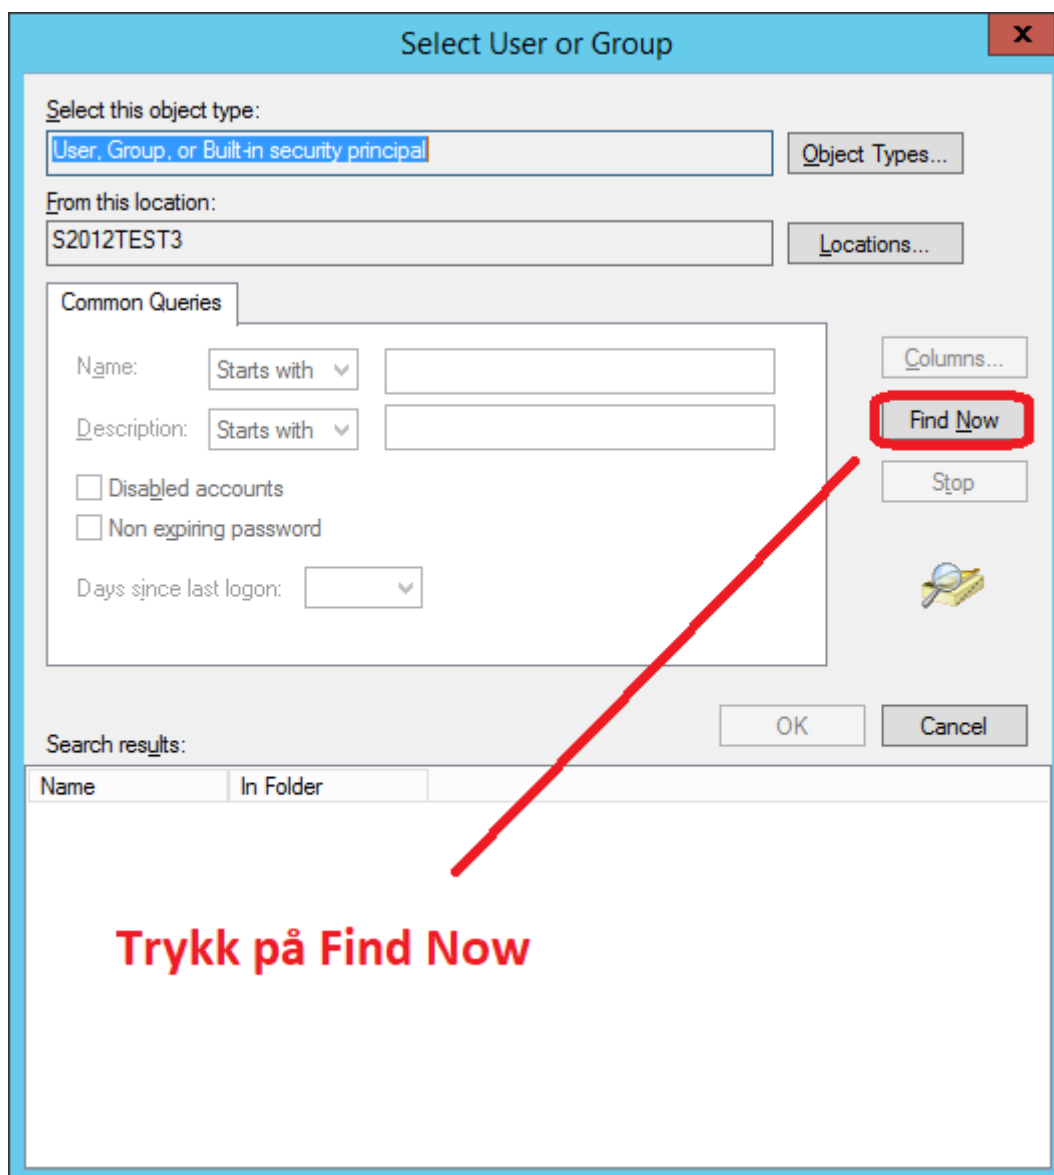 Select User or Group
x
Select this object type:
User, Group, or Built-in security principal
Object Types...
From this location:
S2012TEST3
Locations...
Common Queries
Name:
Starts with
Columns...
Description:
Starts with
Find Now
Disabled accounts
Stop
Non expiring password
Days since last logon:
OK
Cancel
Search results:
Name
In Folder
Trykk på Find Now